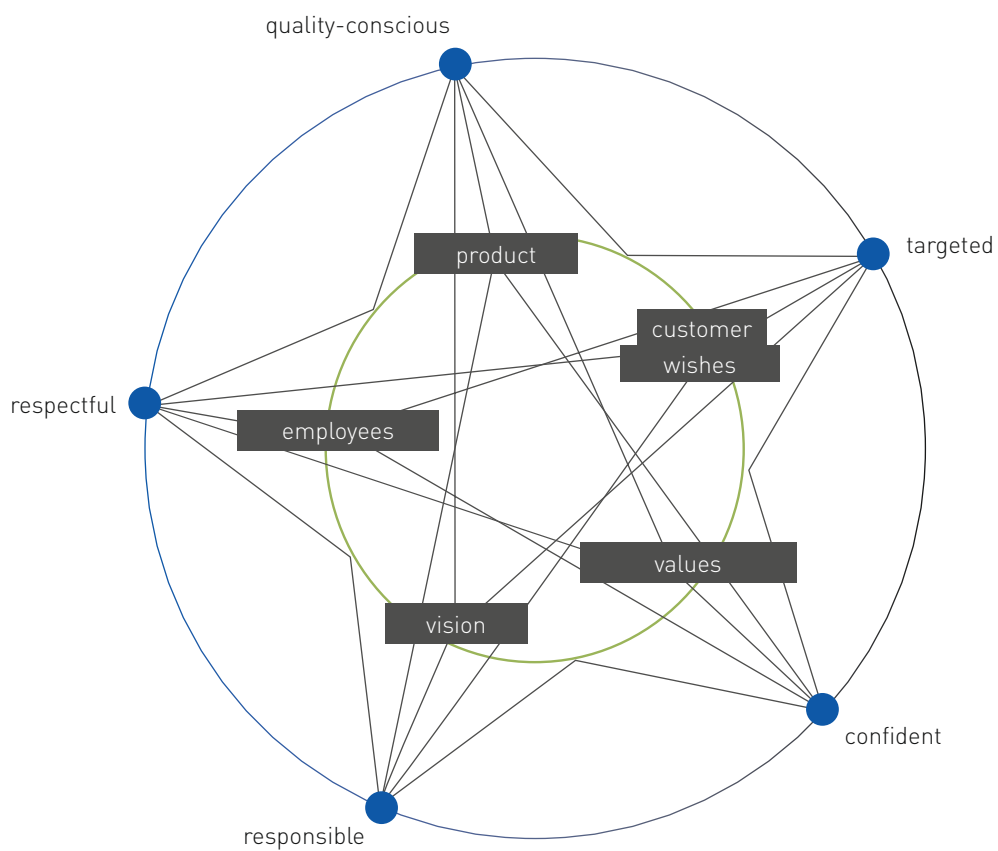 quality-conscious
targeted
product
customer
wishes
respectful
employees
values
vision
confident
responsible